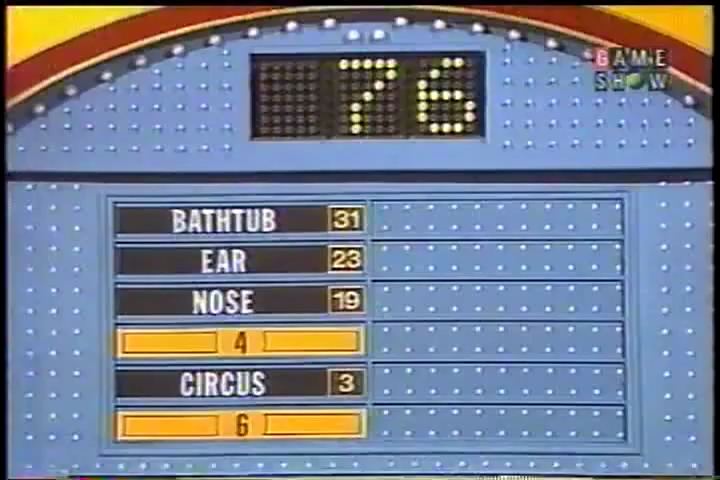 76
GAME
SHOW
BATHTUB 31
EAR 23
NOSE 19
4
CIRCUS 3
6